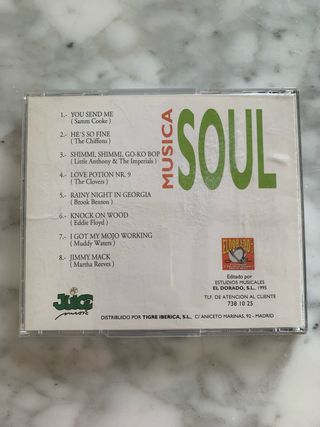 1.- YOU SEND ME
( Samm Cooke )
2.- HE'S SO FINE
( The Chiffons )
3.- SHIMMI, SHIMMI, GO-KO BOP
( Little Anthony & The Imperials )
4.- LOVE POTION NR. 9
( The Clovers )
5.- RAINY NIGHT IN GEORGIA
( Brook Benton )
6.- KNOCK ON WOOD
( Eddie Floyd )
7.- I GOT MY MOJO WORKING
( Muddy Waters )
8.- JIMMY MACK
( Martha Reeves )
MUSICA
SOUL
EL DORADO
Editado por
ESTUDIOS MUSICALES
EL DORADO, S.L. 1995
TLF. DE ATENCION AL CLIENTE
738 10 25
JUICE
music
DISTRIBUIDO POR TIGRE IBERICA, S.L., C/ ANICETO MARINAS, 92 - MADRID